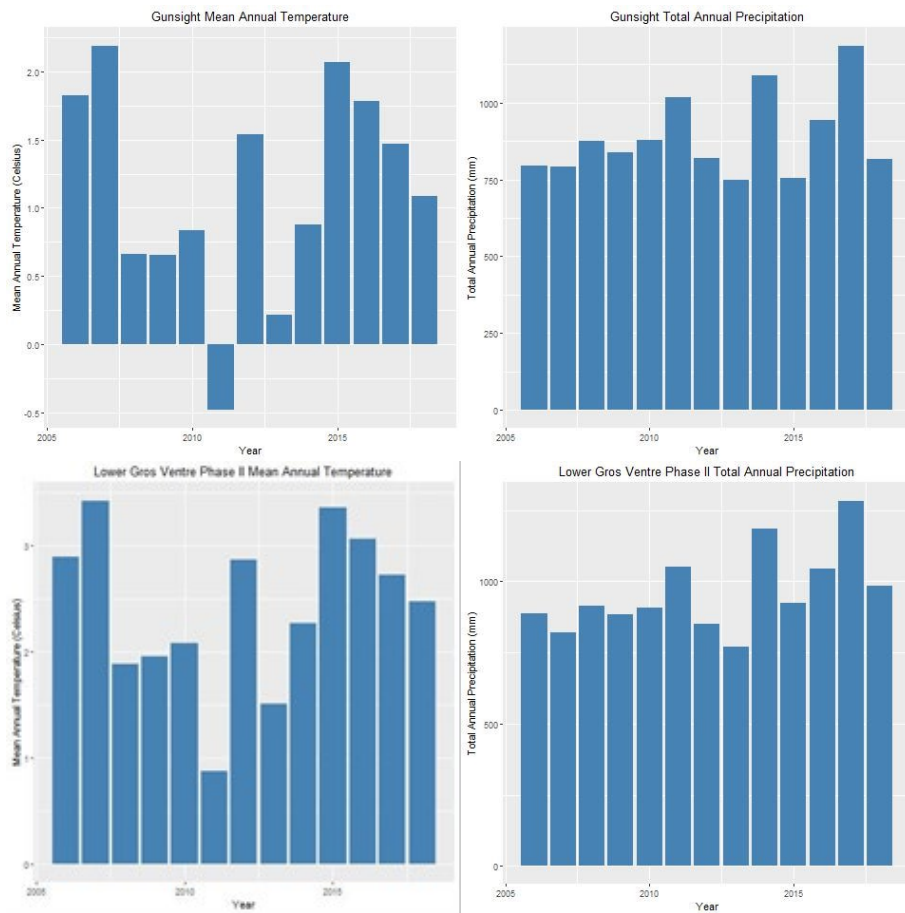 Gunsight Mean Annual Temperature
Mean Annual Temperature (Celsius)
2.0
1.5
1.0
0.5
0.0
-0.5
2005
2010
2015
Year
Gunsight Total Annual Precipitation
Total Annual Precipitation (mm)
1000
750
500
250
0
2005
2010
2015
Year
Lower Gros Ventre Phase II Mean Annual Temperature
Mean Annual Temperature (Celsius)
3
2
1
0
2005
2010
2015
Year
Lower Gros Ventre Phase II Total Annual Precipitation
Total Annual Precipitation (mm)
1000
500
0
2005
2010
2015
Year